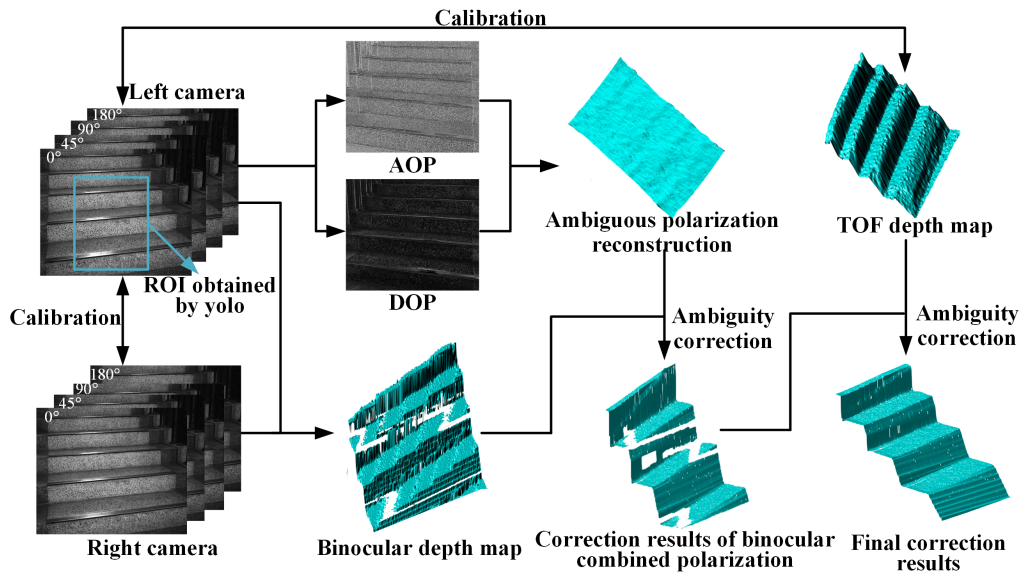 Calibration
Left camera
180°
90°
45°
0°
AOP
DOP
Ambiguous polarization
reconstruction
TOF depth map
ROI obtained
by yolo
Calibration
Ambiguity
correction
Ambiguity
correction
180°
90°
45°
0°
Right camera
Binocular depth map
Correction results of binocular
combined polarization
Final correction
results